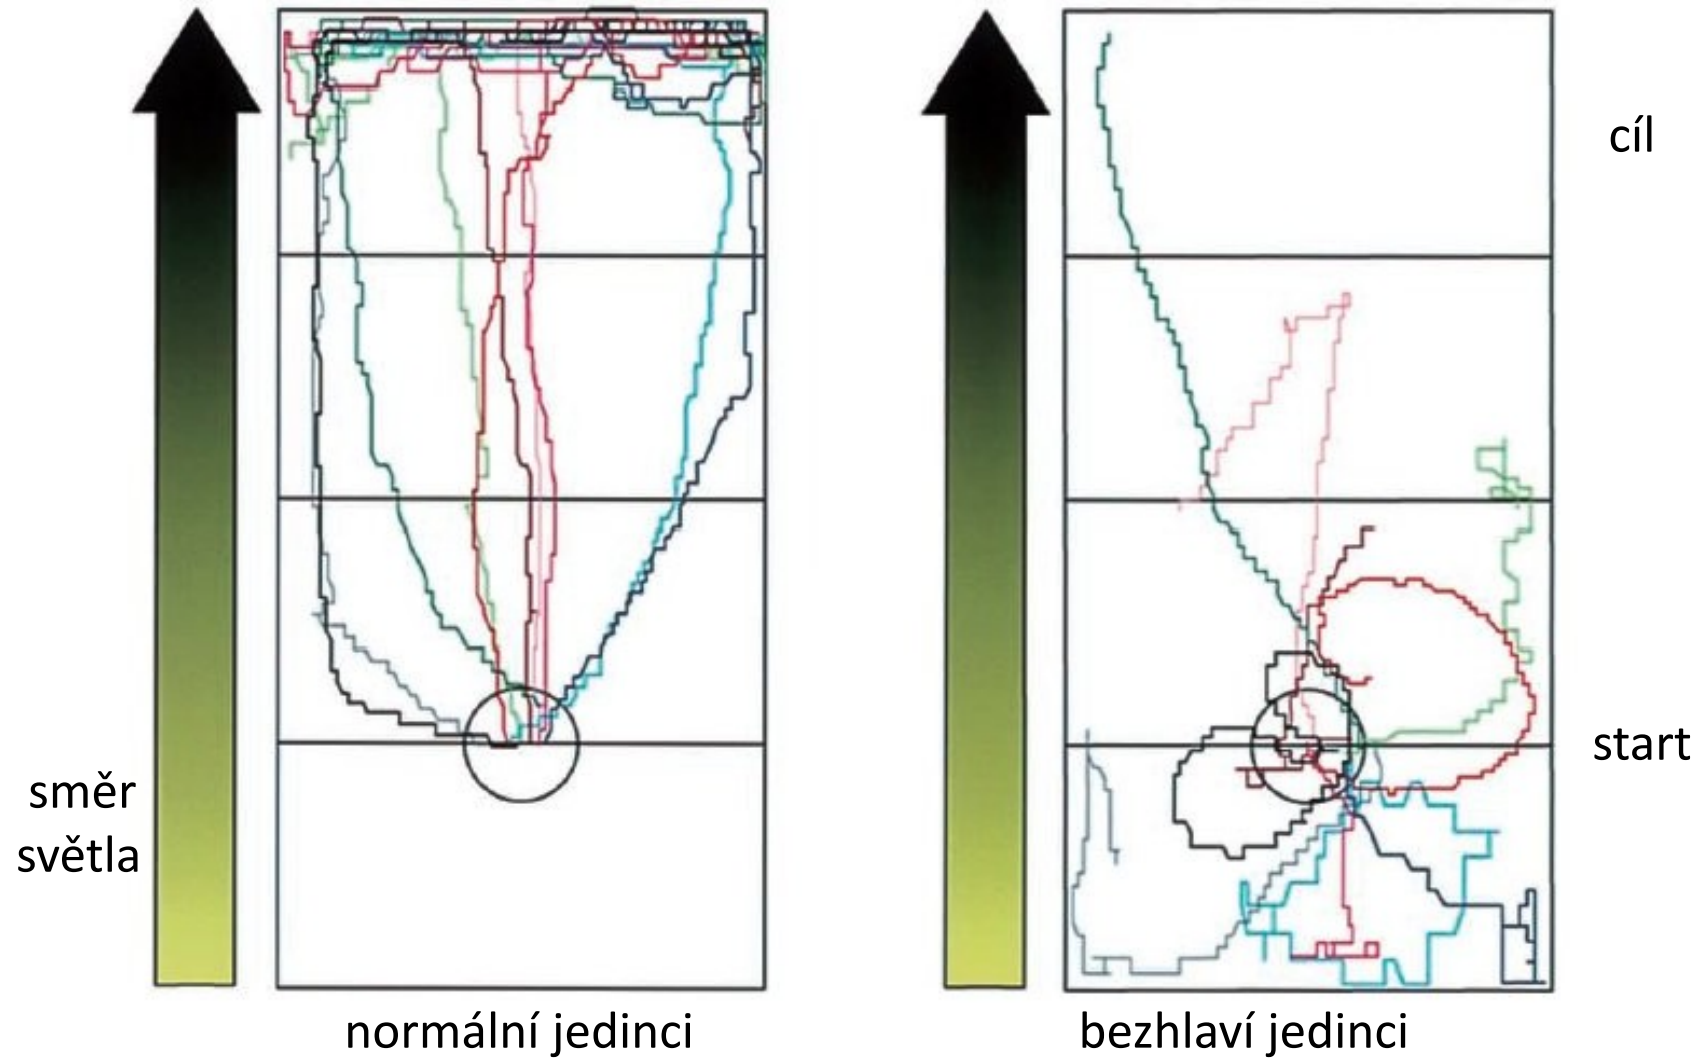 cíl
start
směr
světla
normální jedinci
bezhlaví jedinci